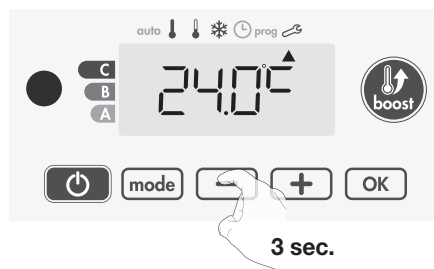 auto prog
C
B
A
24.0°c
boost
mode - + OK
3 sec.